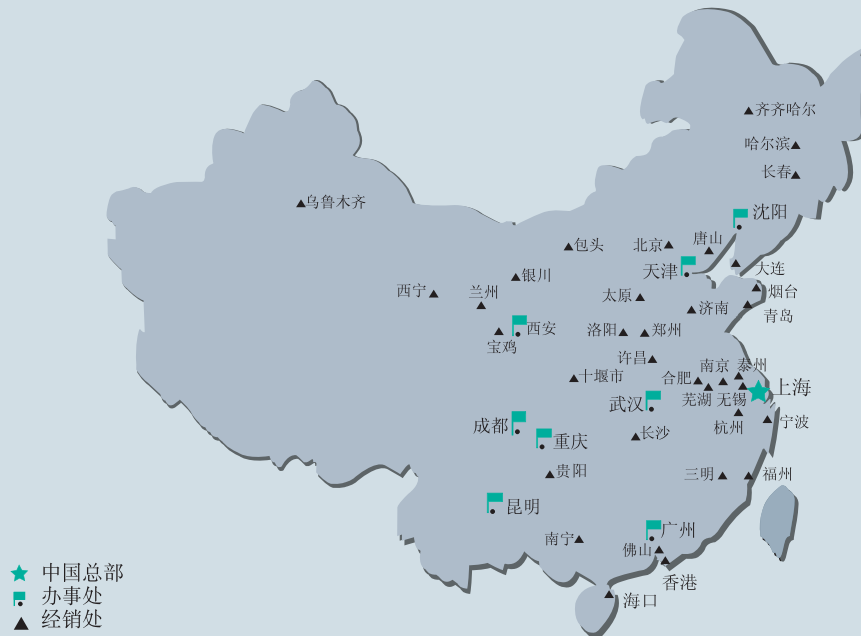 齐齐哈尔
哈尔滨
长春
乌鲁木齐
沈阳
包头
北京
唐山
天津
大连
银川
西宁
兰州
太原
烟台
济南
青岛
西安
宝鸡
洛阳
郑州
许昌
南京
泰州
十堰市
合肥
上海
武汉
芜湖
无锡
成都
杭州
宁波
重庆
长沙
贵阳
三明
福州
昆明
广州
南宁
佛山
香港
海口
中国总部
办事处
经销处